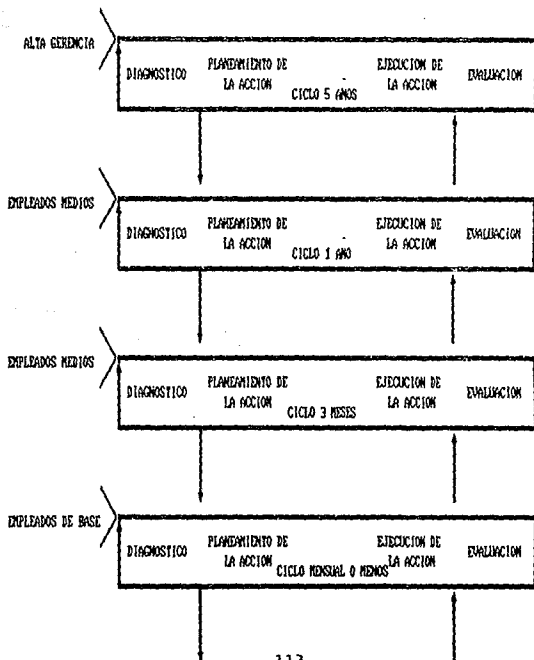 ALTA GERENCIA
DIAGNOSTICO
PLANEAMIENTO DE
LA ACCION
CICLO 5 AÑOS
EJECUCION DE
LA ACCION
EVALUACION
EMPLEADOS MEDIOS
DIAGNOSTICO
PLANEAMIENTO DE
LA ACCION
CICLO 1 AÑO
EJECUCION DE
LA ACCION
EVALUACION
EMPLEADOS MEDIOS
DIAGNOSTICO
PLANEAMIENTO DE
LA ACCION
CICLO 3 MESES
EJECUCION DE
LA ACCION
EVALUACION
EMPLEADOS DE BASE
DIAGNOSTICO
PLANEAMIENTO DE
LA ACCION
CICLO MENSUAL O MENOS
EJECUCION DE
LA ACCION
EVALUACION
113